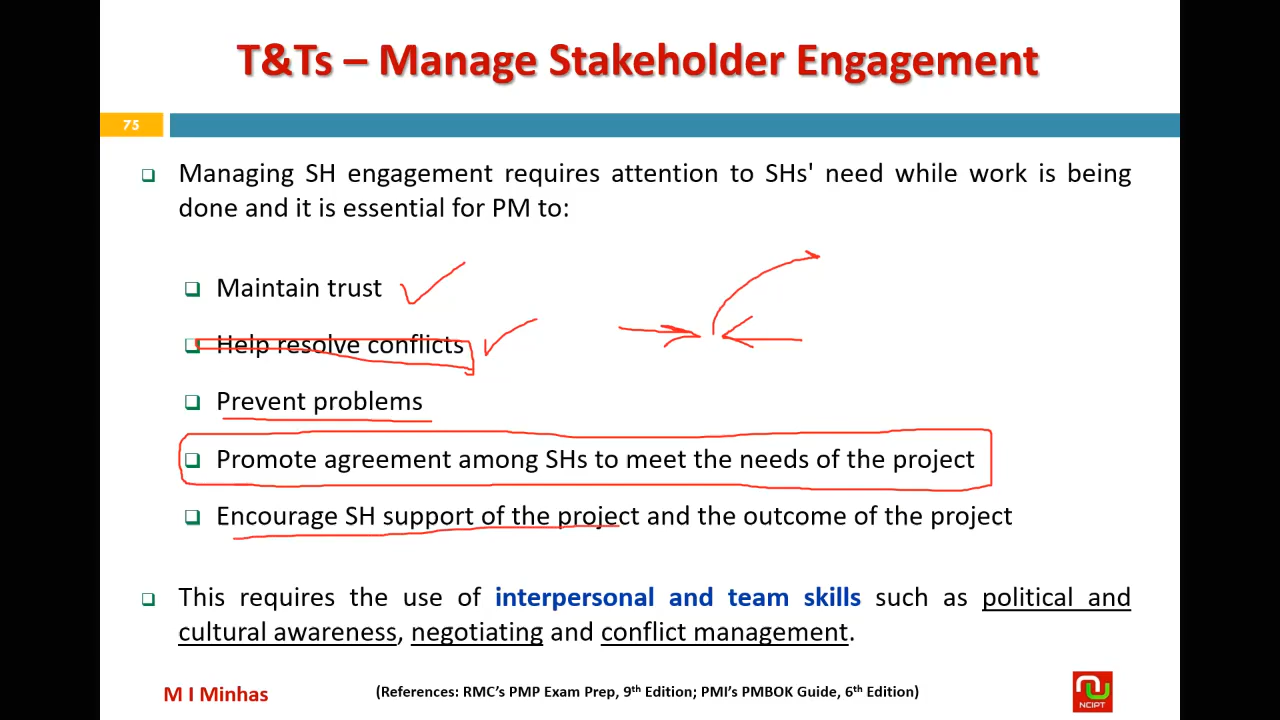 T&Ts – Manage Stakeholder Engagement
75
❑ Managing SH engagement requires attention to SHs' need while work is being
done and it is essential for PM to:
❑ Maintain trust
❑ Help resolve conflicts
❑ Prevent problems
❑ Promote agreement among SHs to meet the needs of the project
❑ Encourage SH support of the project and the outcome of the project
❑ This requires the use of interpersonal and team skills such as political and
cultural awareness, negotiating and conflict management.
M I Minhas
(References: RMC's PMP Exam Prep, 9th Edition; PMI's PMBOK Guide, 6th Edition)
NCIPT